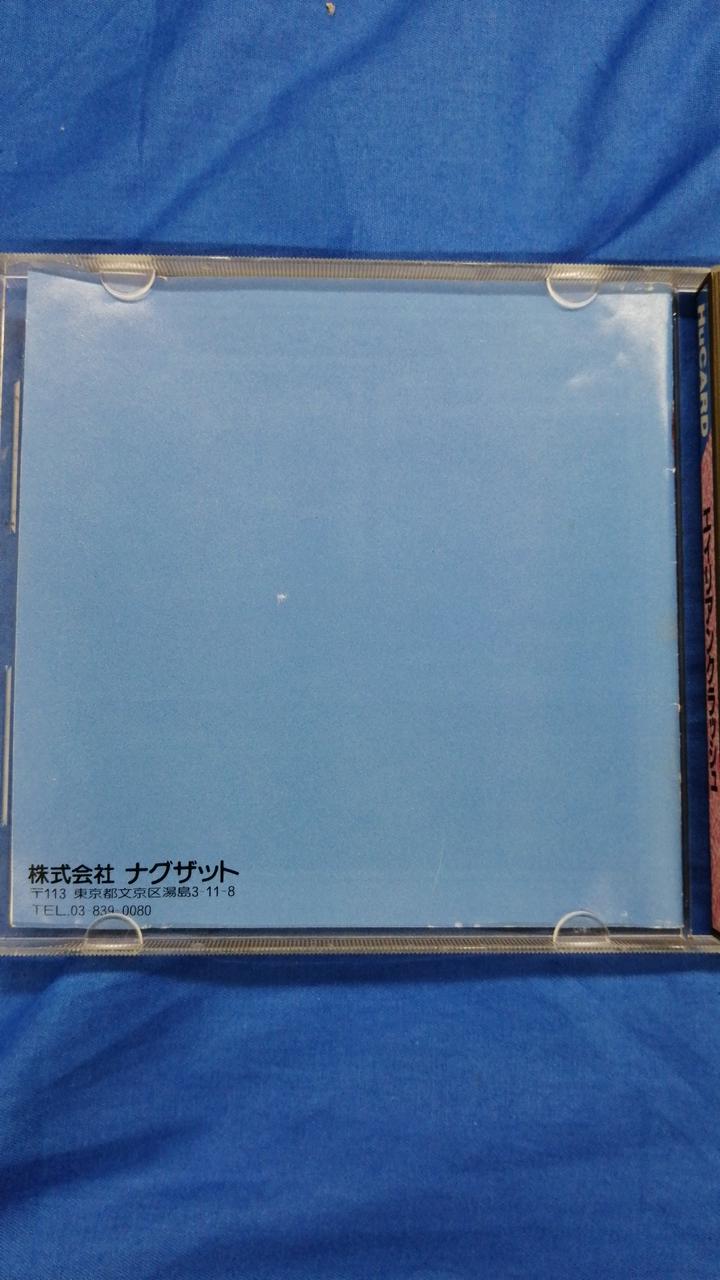 株式会社 ナグザット
〒113 東京都文京区湯島3-11-8
TEL.03-839-0080
HuCARD